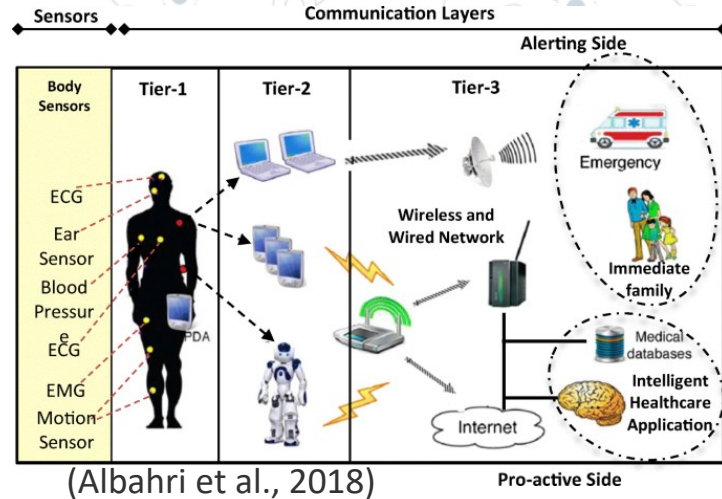 Sensors
Communication Layers
Alerting Side
Body
Sensors
Tier-1
Tier-2
Tier-3
ECG
Ear
Sensor
Blood
Pressur
e
ECG
EMG
Motion
Sensor
PDA
Wireless and
Wired Network
Internet
Emergency
Immediate
family
Medical
databases
Intelligent
Healthcare
Application
(Albahri et al., 2018)
Pro-active Side